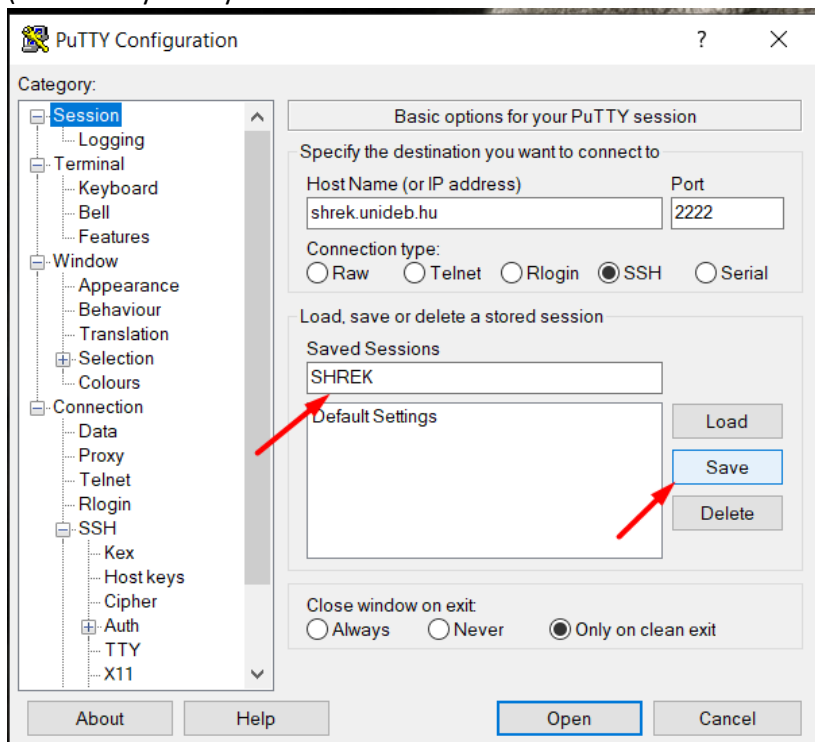 PuTTY Configuration ? ×
Category:
Session
Logging
Terminal
Keyboard
Bell
Features
Window
Appearance
Behaviour
Translation
Selection
Colours
Connection
Data
Proxy
Telnet
Rlogin
SSH
Kex
Host keys
Cipher
Auth
TTY
X11
Basic options for your PuTTY session
Specify the destination you want to connect to
Host Name (or IP address) Port
shrek.unideb.hu 2222
Connection type:
Raw Telnet Rlogin SSH Serial
Load, save or delete a stored session
Saved Sessions
SHREK
Default Settings
Load
Save
Delete
Close window on exit:
Always Never Only on clean exit
About Help Open Cancel